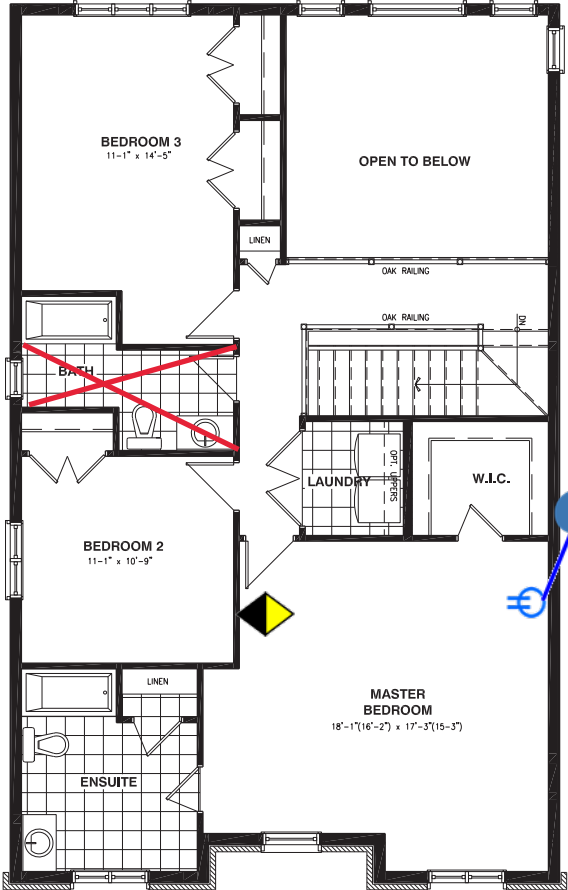 BEDROOM 3
11-1" x 14'-5"
OPEN TO BELOW
LINEN
OAK RAILING
OAK RAILING
DN
BATH
LAUNDRY
OPT. UPPERS
W.I.C.
BEDROOM 2
11-1" x 10'-9"
LINEN
MASTER
BEDROOM
18'-1"(16'-2") x 17'-3"(15-3")
ENSUITE